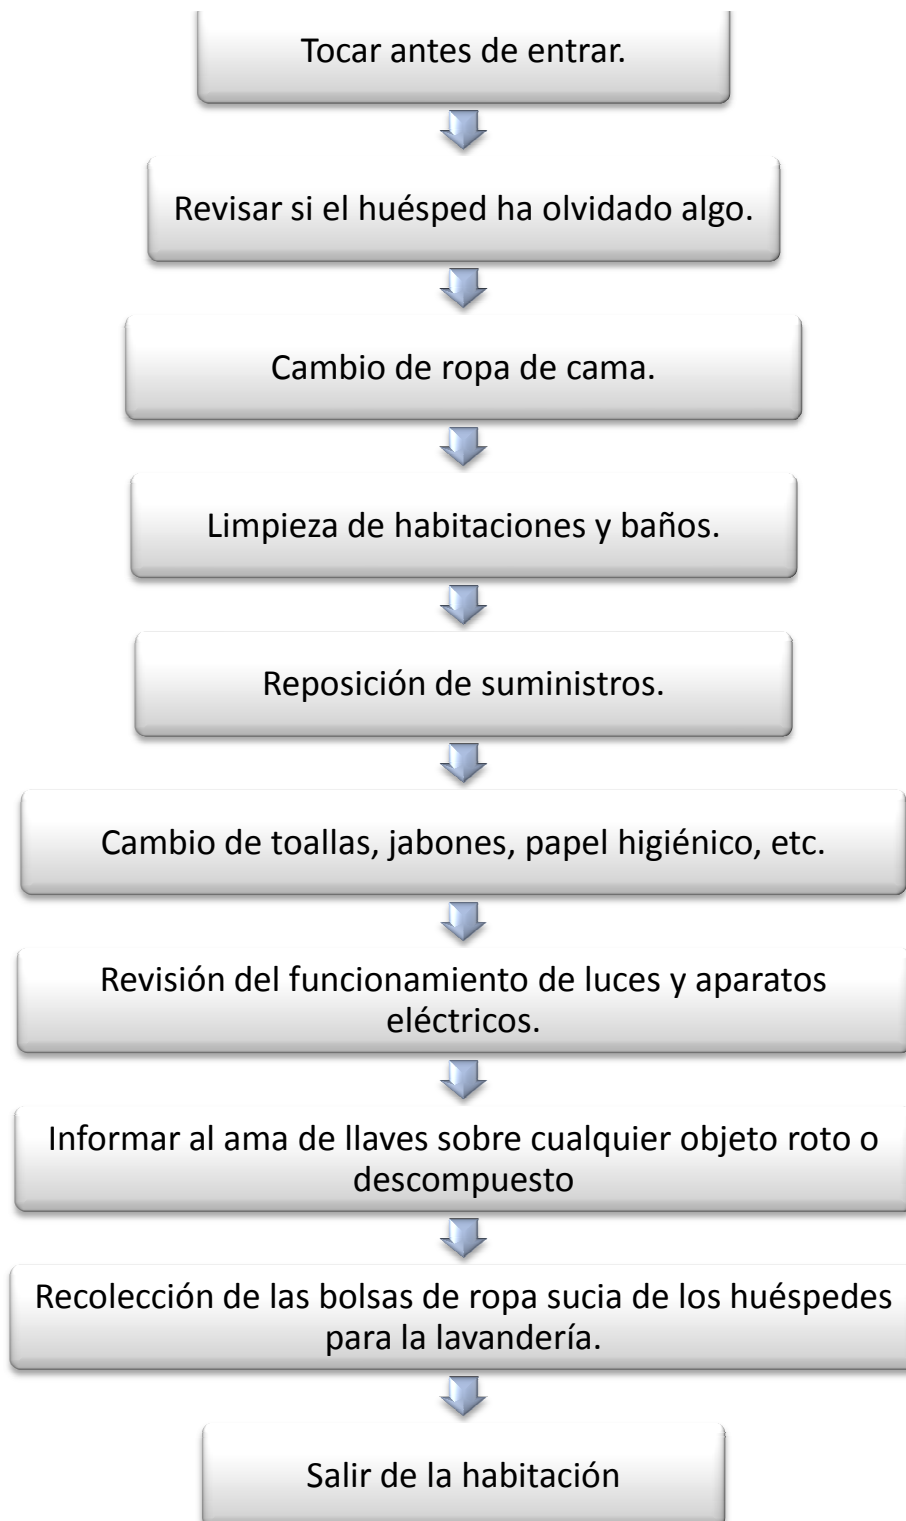 Tocar antes de entrar.
Revisar si el huésped ha olvidado algo.
Cambio de ropa de cama.
Limpieza de habitaciones y baños.
Reposición de suministros.
Cambio de toallas, jabones, papel higiénico, etc.
Revisión del funcionamiento de luces y aparatos
eléctricos.
Informar al ama de llaves sobre cualquier objeto roto o
descompuesto
Recolección de las bolsas de ropa sucia de los huéspedes
para la lavandería.
Salir de la habitación